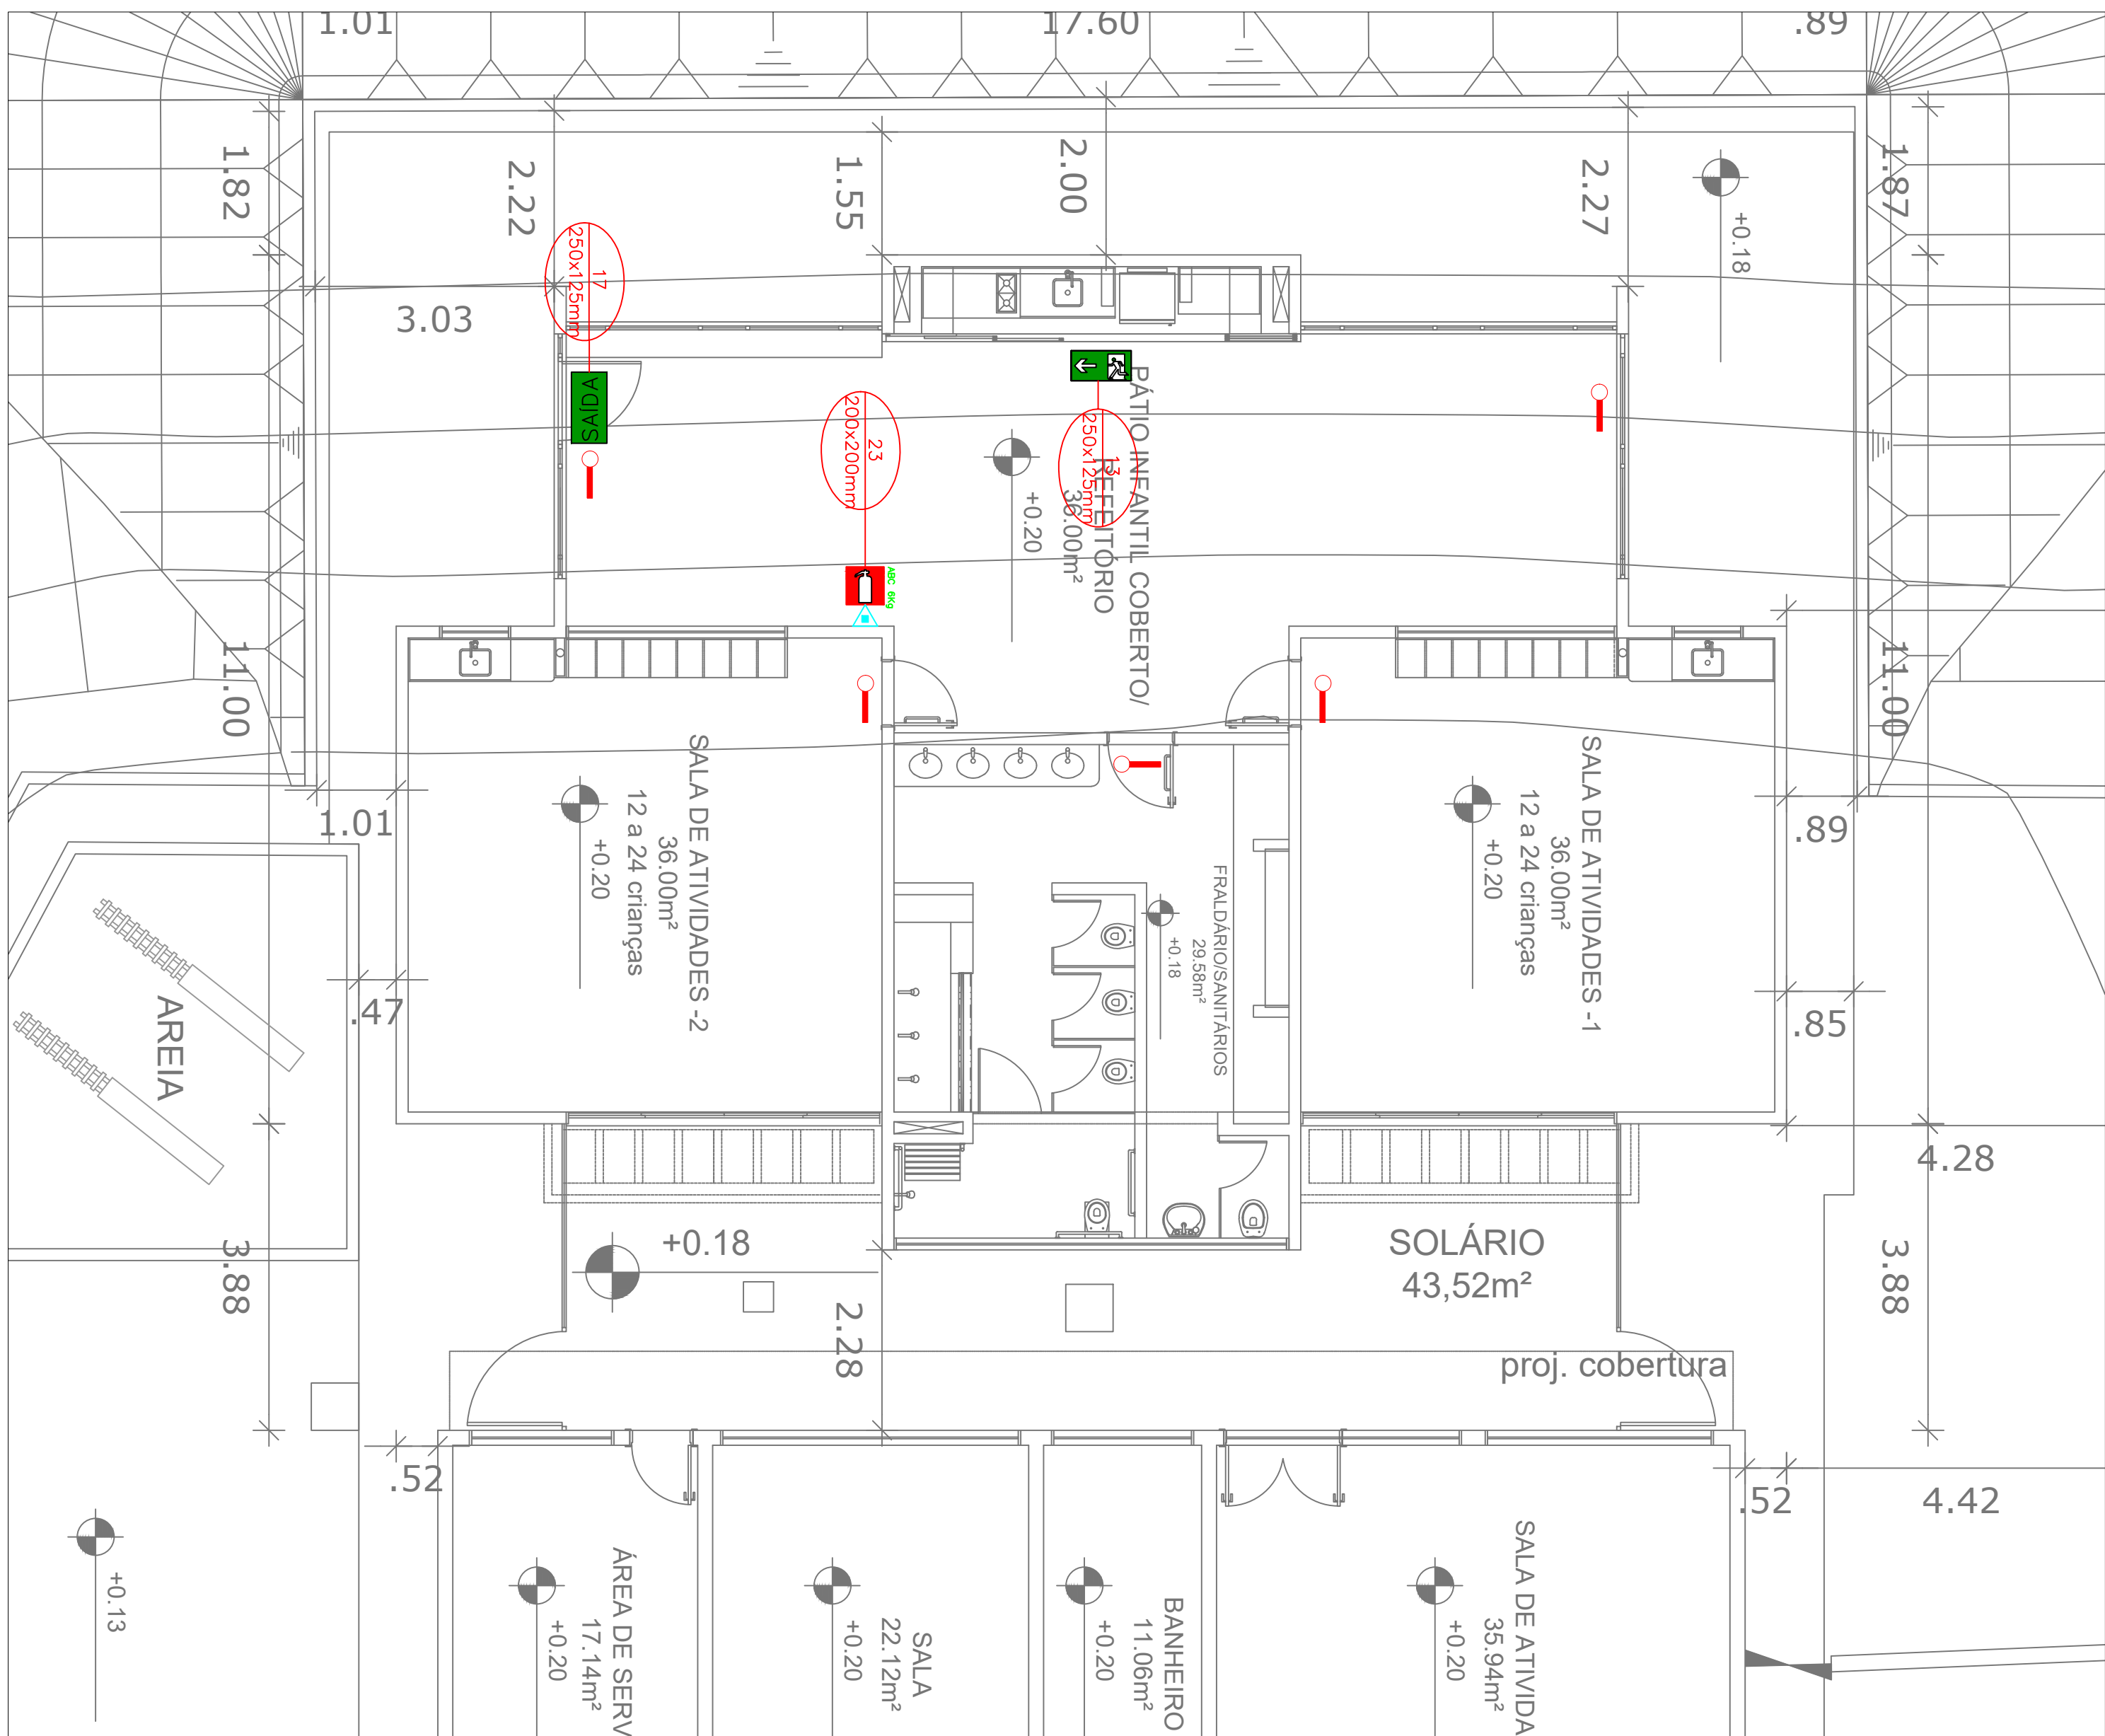 1.01
17.60
.89
1.82
2.22
1.55
2.00
2.27
1.87
+0.18
17
250x125mm
3.03
SAÍDA
23
200x200mm
13
250x125mm
PÁTIO INFANTIL COBERTO/
REFEITÓRIO
36.00m²
+0.20
ABC 6Kg
11.00
11.00
SALA DE ATIVIDADES -2
36.00m²
12 a 24 crianças
+0.20
SALA DE ATIVIDADES -1
36.00m²
12 a 24 crianças
+0.20
1.01
.89
FRALDÁRIO/SANITÁRIOS
29.58m²
+0.18
.47
.85
AREIA
4.28
3.88
+0.18
SOLÁRIO
43,52m²
3.88
2.28
proj. cobertura
.52
.52
4.42
+0.13
ÁREA DE SERV
17.14m²
+0.20
SALA
22.12m²
+0.20
BANHEIRO
11.06m²
+0.20
SALA DE ATIVIDA
35.94m²
+0.20